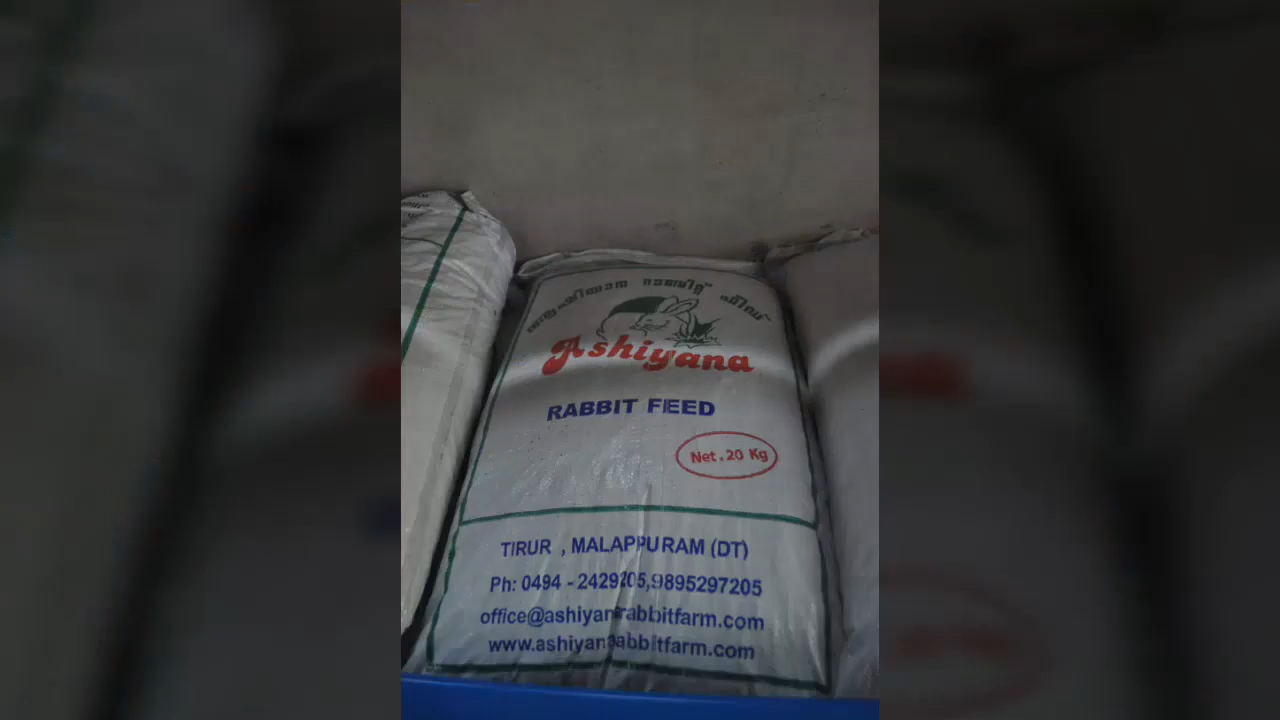 ആഷിയാന റാബിറ്റ് ഫീഡ്
Ashiyana
RABBIT FEED
Net. 20 Kg
TIRUR , MALAPPURAM (DT)
Ph: 0494 - 2429205,9895297205
office@ashiyanarabbitfarm.com
www.ashiyanarabbitfarm.com